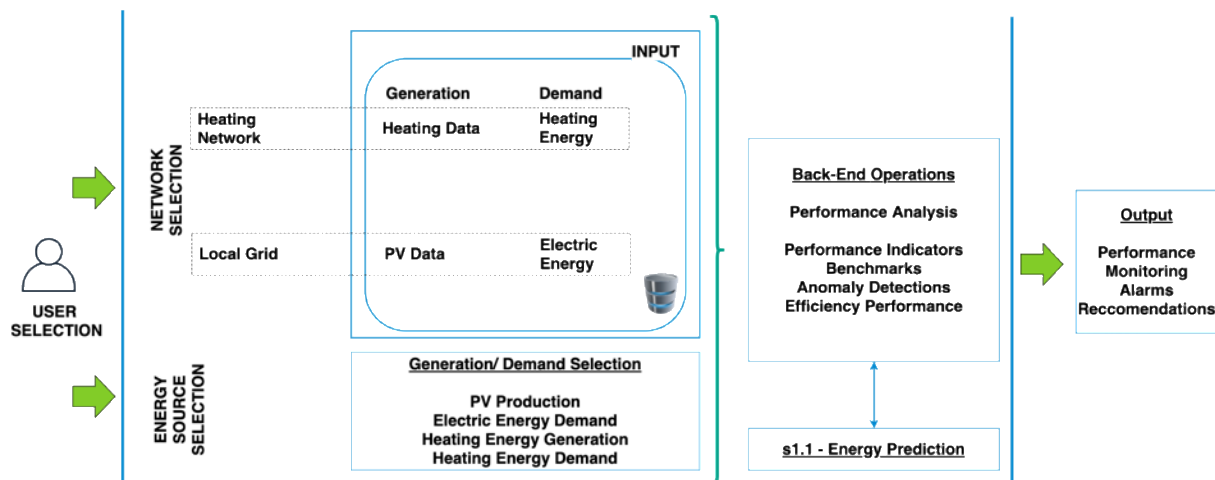 USER
SELECTION
NETWORK
SELECTION
ENERGY
SOURCE
SELECTION
INPUT
Generation
Demand
Heating
Network
Heating Data
Heating
Energy
Local Grid
PV Data
Electric
Energy
Generation/ Demand Selection
PV Production
Electric Energy Demand
Heating Energy Generation
Heating Energy Demand
Back-End Operations
Performance Analysis
Performance Indicators
Benchmarks
Anomaly Detections
Efficiency Performance
s1.1 - Energy Prediction
Output
Performance
Monitoring
Alarms
Reccomendations